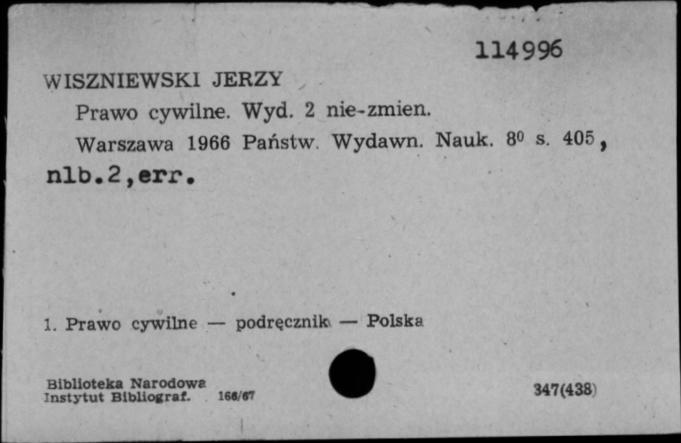 114996
WISZNIEWSKI JERZY
Prawo cywilne. Wyd. 2 nie-zmien.
Warszawa 1966 Państw. Wydawn. Nauk. 8⁰ s. 405,
nlb.2,err.
1. Prawo cywilne — podręcznik — Polska
Biblioteka Narodowa
Instytut Bibliograf. 166/67
347(438)